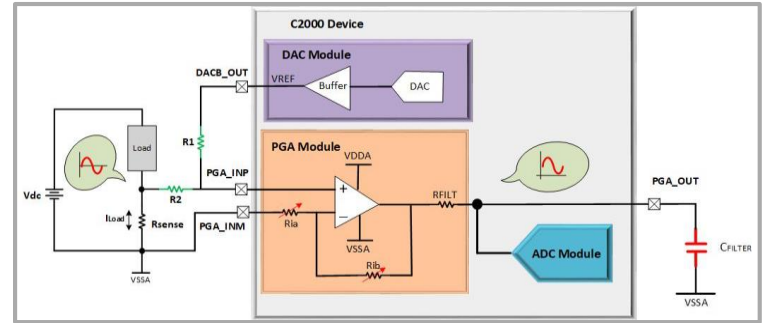 C2000 Device
DAC Module
DACB_OUT
VREF
Buffer
DAC
R1
PGA Module
VDDA
Load
PGA_INP
RFILT
PGA_OUT
Vdc
R2
+
−
ILoad
Rsense
PGA_INM
Ria
VSSA
ADC Module
CFILTER
Rib
VSSA
VSSA